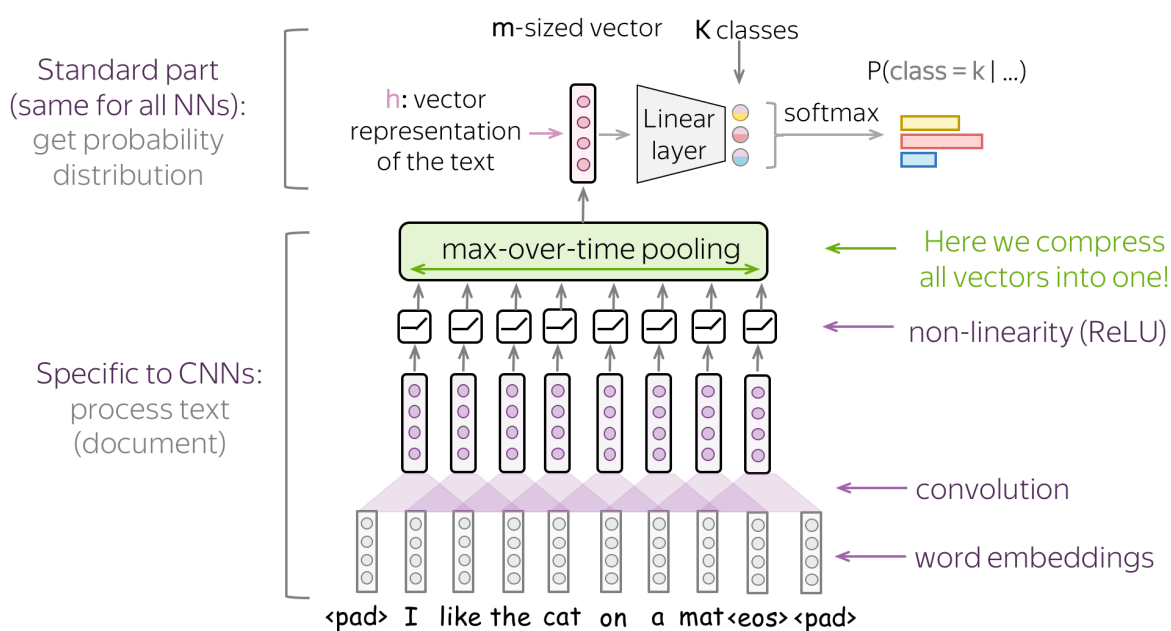 m-sized vector
K classes
Standard part
(same for all NNs):
get probability
distribution
h: vector
representation
of the text
Linear
layer
softmax
P(class = k | ...)
max-over-time pooling
Here we compress
all vectors into one!
non-linearity (ReLU)
Specific to CNNs:
process text
(document)
convolution
word embeddings
<pad> I like the cat on a mat <eos> <pad>